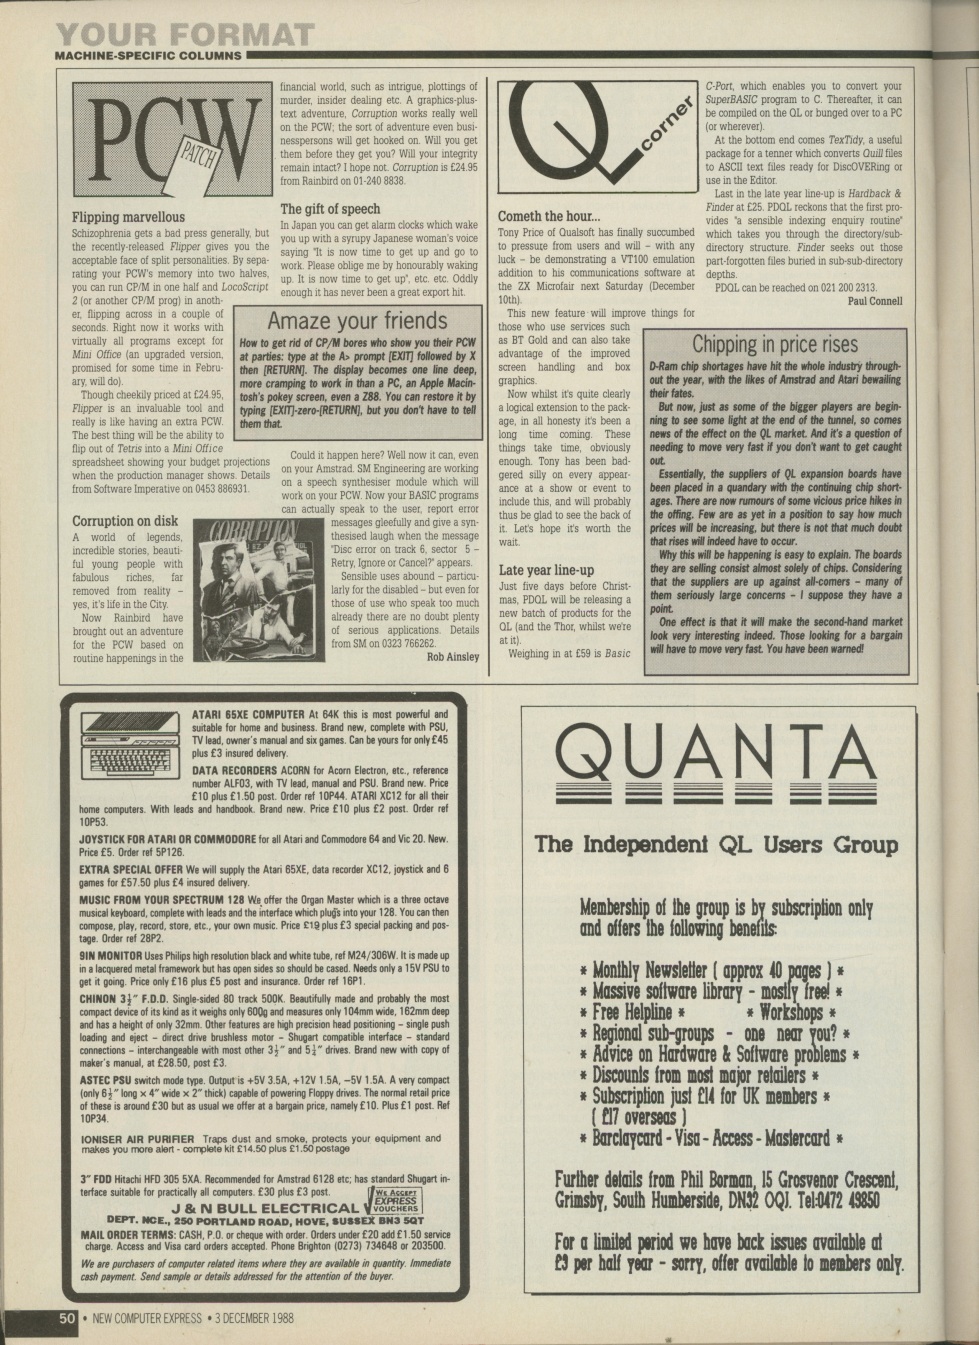 YOUR FORMAT
MACHINE-SPECIFIC COLUMNS
PCW
PATCH
Flipping marvellous
Schizophrenia gets a bad press generally, but
the recently-released Flipper gives you the
acceptable face of split personalities. By sepa-
rating your PCW's memory into two halves,
you can run CP/M in one half and LocoScript
2 (or another CP/M prog) in anoth-
er, flipping across in a couple of
seconds. Right now it works with
virtually all programs except for
Mini Office (an upgraded version,
promised for some time in Febru-
ary, will do).
Though cheekily priced at £24.95,
Flipper is an invaluable tool and
really is like having an extra PCW.
The best thing will be the ability to
flip out of Tetris into a Mini Office
spreadsheet showing your budget projections
when the production manager shows. Details
from Software Imperative on 0453 886931.
Corruption on disk
A world of legends,
incredible stories, beauti-
ful young people with
fabulous riches, far
removed from reality –
yes, it's life in the City.
Now Rainbird have
brought out an adventure
for the PCW based on
routine happenings in the
financial world, such as intrigue, plottings of
murder, insider dealing etc. A graphics-plus-
text adventure, Corruption works really well
on the PCW; the sort of adventure even busi-
nesspersons will get hooked on. Will you get
them before they get you? Will your integrity
remain intact? I hope not. Corruption is £24.95
from Rainbird on 01-240 8838.
The gift of speech
In Japan you can get alarm clocks which wake
you up with a syrupy Japanese woman's voice
saying "It is now time to get up and go to
work. Please oblige me by honourably waking
up. It is now time to get up", etc. etc. Oddly
enough it has never been a great export hit.
Amaze your friends
How to get rid of CP/M bores who show you their PCW
at parties: type at the A> prompt [EXIT] followed by X
then [RETURN]. The display becomes one line deep,
more cramping to work in than a PC, an Apple Macin-
tosh's pokey screen, even a Z88. You can restore it by
typing [EXIT]-zero-[RETURN], but you don't have to tell
them that.
Could it happen here? Well now it can, even
on your Amstrad. SM Engineering are working
on a speech synthesiser module which will
work on your PCW. Now your BASIC programs
can actually speak to the user, report error
messages gleefully and give a syn-
thesised laugh when the message
"Disc error on track 6, sector 5 –
Retry, Ignore or Cancel?" appears.
Sensible uses abound – particu-
larly for the disabled – but even for
those of use who speak too much
already there are no doubt plenty
of serious applications. Details
from SM on 0323 766262.
Rob Ainsley
CORRUPTION
Q corner
Cometh the hour...
Tony Price of Qualsoft has finally succumbed
to pressure from users and will – with any
luck – be demonstrating a VT100 emulation
addition to his communications software at
the ZX Microfair next Saturday (December
10th).
This new feature will improve things for
those who use services such
as BT Gold and can also take
advantage of the improved
screen handling and box
graphics.
Now whilst it's quite clearly
a logical extension to the pack-
age, in all honesty it's been a
long time coming. These
things take time, obviously
enough. Tony has been bad-
gered silly on every appear-
ance at a show or event to
include this, and will probably
thus be glad to see the back of
it. Let's hope it's worth the
wait.
Late year line-up
Just five days before Christ-
mas, PDQL will be releasing a
new batch of products for the
QL (and the Thor, whilst we're
at it).
Weighing in at £59 is Basic
C-Port, which enables you to convert your
SuperBASIC program to C. Thereafter, it can
be compiled on the QL or bunged over to a PC
(or wherever).
At the bottom end comes TexTidy, a useful
package for a tenner which converts Quill files
to ASCII text files ready for DiscOVERing or
use in the Editor.
Last in the late year line-up is Hardback &
Finder at £25. PDQL reckons that the first pro-
vides "a sensible indexing enquiry routine"
which takes you through the directory/sub-
directory structure. Finder seeks out those
part-forgotten files buried in sub-sub-directory
depths.
PDQL can be reached on 021 200 2313.
Paul Connell
Chipping in price rises
D-Ram chip shortages have hit the whole industry through-
out the year, with the likes of Amstrad and Atari bewailing
their fates.
But now, just as some of the bigger players are begin-
ning to see some light at the end of the tunnel, so comes
news of the effect on the QL market. And it's a question of
needing to move very fast if you don't want to get caught
out.
Essentially, the suppliers of QL expansion boards have
been placed in a quandary with the continuing chip short-
ages. There are now rumours of some vicious price hikes in
the offing. Few are as yet in a position to say how much
prices will be increasing, but there is not that much doubt
that rises will indeed have to occur.
Why this will be happening is easy to explain. The boards
they are selling consist almost solely of chips. Considering
that the suppliers are up against all-comers – many of
them seriously large concerns – I suppose they have a
point.
One effect is that it will make the second-hand market
look very interesting indeed. Those looking for a bargain
will have to move very fast. You have been warned!
ATARI 65XE COMPUTER At 64K this is most powerful and
suitable for home and business. Brand new, complete with PSU,
TV lead, owner's manual and six games. Can be yours for only £45
plus £3 insured delivery.
DATA RECORDERS ACORN for Acorn Electron, etc., reference
number ALF03, with TV lead, manual and PSU. Brand new. Price
£10 plus £1.50 post. Order ref 10P44. ATARI XC12 for all their
home computers. With leads and handbook. Brand new. Price £10 plus £2 post. Order ref
10P53.
JOYSTICK FOR ATARI OR COMMODORE for all Atari and Commodore 64 and Vic 20. New.
Price £5. Order ref 5P126.
EXTRA SPECIAL OFFER We will supply the Atari 65XE, data recorder XC12, joystick and 6
games for £57.50 plus £4 insured delivery.
MUSIC FROM YOUR SPECTRUM 128 We offer the Organ Master which is a three octave
musical keyboard, complete with leads and the interface which plugs into your 128. You can then
compose, play, record, store, etc., your own music. Price £19 plus £3 special packing and pos-
tage. Order ref 28P2.
9IN MONITOR Uses Philips high resolution black and white tube, ref M24/306W. It is made up
in a lacquered metal framework but has open sides so should be cased. Needs only a 15V PSU to
get it going. Price only £16 plus £5 post and insurance. Order ref 16P1.
CHINON 3½" F.D.D. Single-sided 80 track 500K. Beautifully made and probably the most
compact device of its kind as it weighs only 600g and measures only 104mm wide, 162mm deep
and has a height of only 32mm. Other features are high precision head positioning – single push
loading and eject – direct drive brushless motor – Shugart compatible interface – standard
connections – interchangeable with most other 3½" and 5¼" drives. Brand new with copy of
maker's manual, at £28.50, post £3.
ASTEC PSU switch mode type. Output is +5V 3.5A, +12V 1.5A, –5V 1.5A. A very compact
(only 6½" long × 4" wide × 2" thick) capable of powering Floppy drives. The normal retail price
of these is around £30 but as usual we offer at a bargain price, namely £10. Plus £1 post. Ref
10P34.
IONISER AIR PURIFIER Traps dust and smoke, protects your equipment and
makes you more alert - complete kit £14.50 plus £1.50 postage
3" FDD Hitachi HFD 305 5XA. Recommended for Amstrad 6128 etc; has standard Shugart in-
terface suitable for practically all computers. £30 plus £3 post.
WE ACCEPT
EXPRESS
VOUCHERS
J & N BULL ELECTRICAL
DEPT. NCE., 250 PORTLAND ROAD, HOVE, SUSSEX BN3 5QT
MAIL ORDER TERMS: CASH, P.O. or cheque with order. Orders under £20 add £1.50 service
charge. Access and Visa card orders accepted. Phone Brighton (0273) 734648 or 203500.
We are purchasers of computer related items where they are available in quantity. Immediate
cash payment. Send sample or details addressed for the attention of the buyer.
QUANTA
The Independent QL Users Group
Membership of the group is by subscription only
and offers the following benefits:
* Monthly Newsletter ( approx 40 pages ) *
* Massive software library - mostly free! *
* Free Helpline * * Workshops *
* Regional sub-groups - one near you? *
* Advice on Hardware & Software problems *
* Discounts from most major retailers *
* Subscription just £14 for UK members *
( £17 overseas )
* Barclaycard - Visa - Access - Mastercard *
Further details from Phil Borman, 15 Grosvenor Crescent,
Grimsby, South Humberside, DN32 0QJ. Tel:0472 49850
For a limited period we have back issues available at
£9 per half year - sorry, offer available to members only.
50 • NEW COMPUTER EXPRESS • 3 DECEMBER 1988